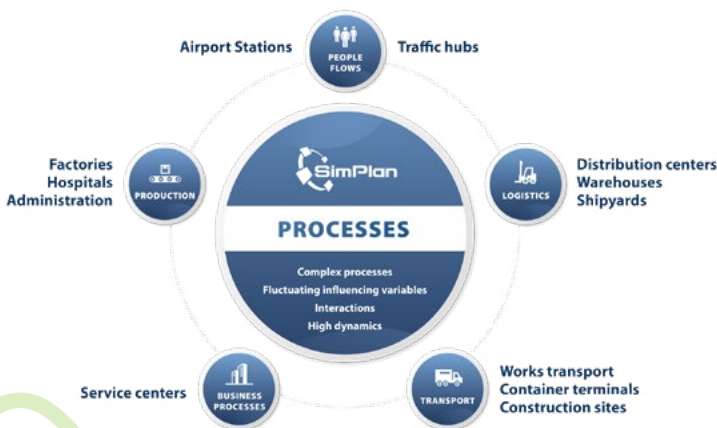 Airport Stations
PEOPLE
FLOWS
Traffic hubs
Factories
Hospitals
Administration
PRODUCTION
SimPlan
PROCESSES
Complex processes
Fluctuating influencing variables
Interactions
High dynamics
LOGISTICS
Distribution centers
Warehouses
Shipyards
Service centers
BUSINESS
PROCESSES
TRANSPORT
Works transport
Container terminals
Construction sites